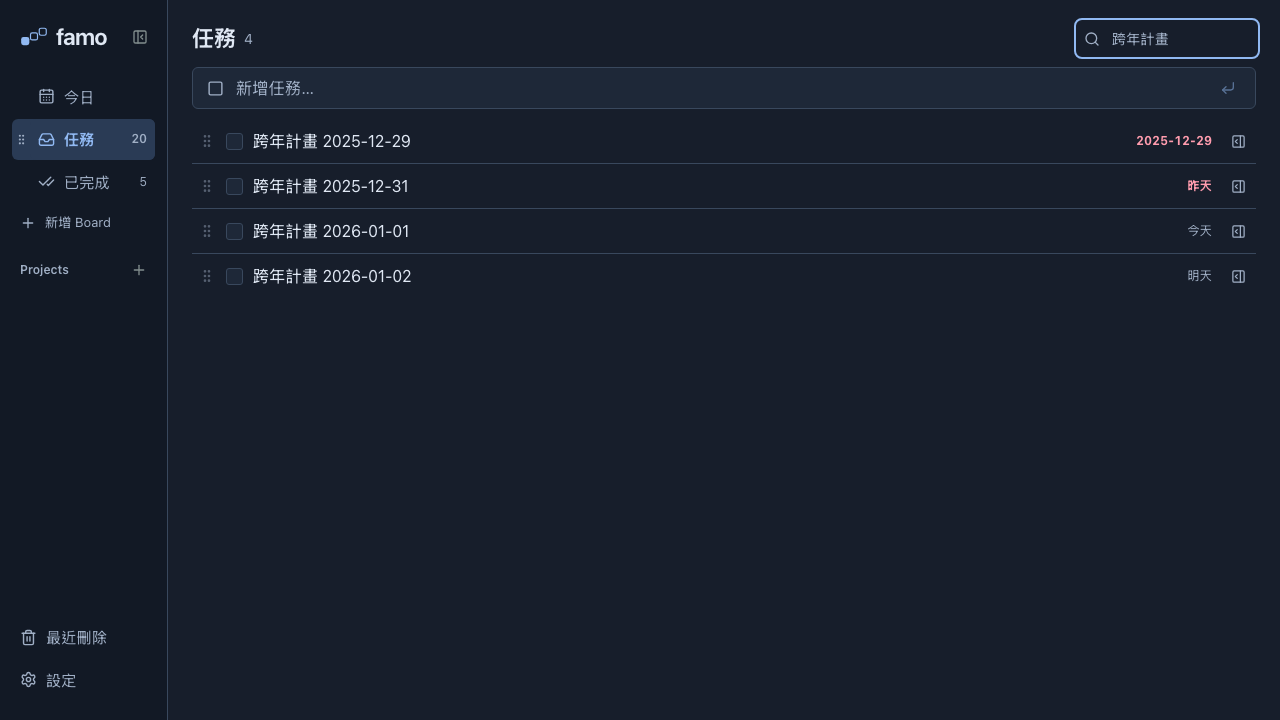 famo
今日
任務 20
已完成 5
新增 Board
Projects
最近刪除
設定
任務 4
跨年計畫
新增任務...
跨年計畫 2025-12-29 2025-12-29
跨年計畫 2025-12-31 昨天
跨年計畫 2026-01-01 今天
跨年計畫 2026-01-02 明天